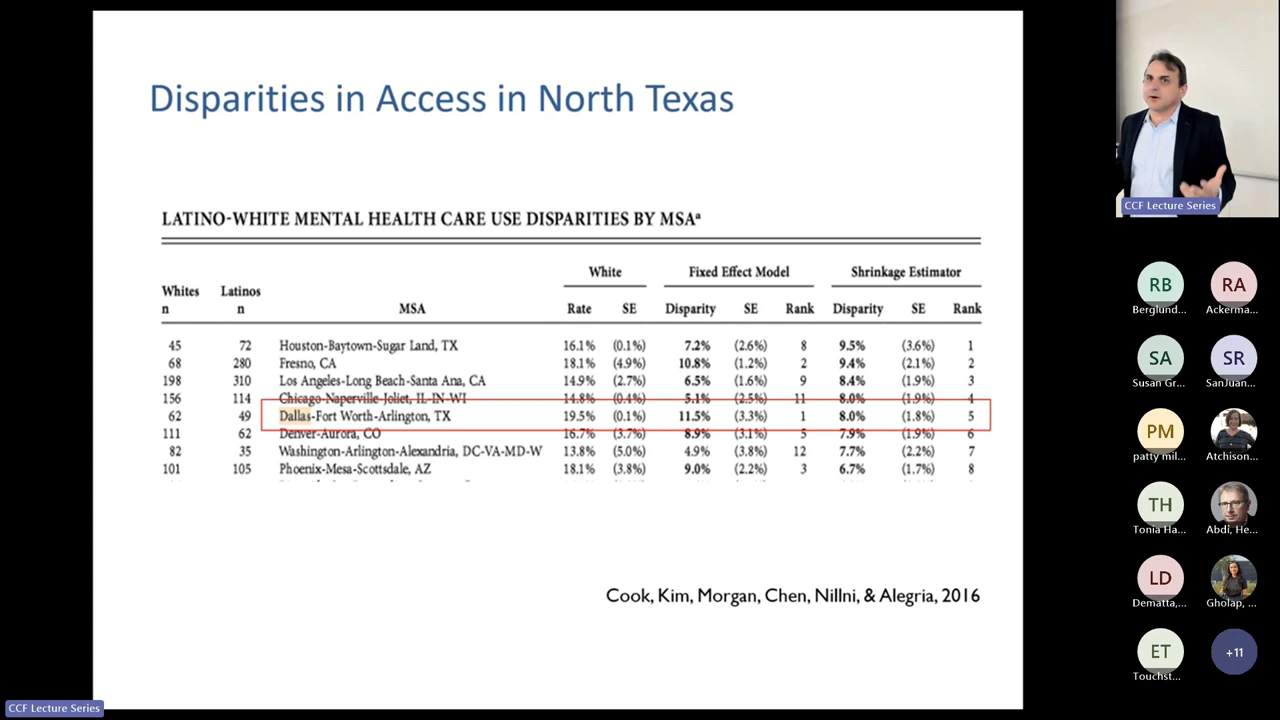 Disparities in Access in North Texas
LATINO-WHITE MENTAL HEALTH CARE USE DISPARITIES BY MSAa
White Fixed Effect Model Shrinkage Estimator
Whites Latinos
n n MSA Rate SE Disparity SE Rank Disparity SE Rank
45 72 Houston-Baytown-Sugar Land, TX 16.1% (0.1%) 7.2% (2.6%) 8 9.5% (3.6%) 1
68 280 Fresno, CA 18.1% (4.9%) 10.8% (1.2%) 2 9.4% (2.1%) 2
198 310 Los Angeles-Long Beach-Santa Ana, CA 14.9% (2.7%) 6.5% (1.6%) 9 8.4% (1.9%) 3
156 114 Chicago-Naperville-Joliet, IL-IN-WI 14.8% (0.4%) 5.1% (2.5%) 11 8.0% (1.9%) 4
62 49 Dallas-Fort Worth-Arlington, TX 19.5% (0.1%) 11.5% (3.3%) 1 8.0% (1.8%) 5
111 62 Denver-Aurora, CO 16.7% (3.7%) 8.9% (3.1%) 5 7.9% (1.9%) 6
82 35 Washington-Arlington-Alexandria, DC-VA-MD-W 13.8% (5.0%) 4.9% (3.8%) 12 7.7% (2.2%) 7
101 105 Phoenix-Mesa-Scottsdale, AZ 18.1% (3.8%) 9.0% (2.2%) 3 6.7% (1.7%) 8
Cook, Kim, Morgan, Chen, Nillni, & Alegria, 2016
CCF Lecture Series
CCF Lecture Series
RB RA
Berglund... Ackerma...
SA SR
Susan Gr... SanJuan...
PM
patty mil... Atchison...
TH
Tonia Ha... Abdi, He...
LD
Dematta,... Gholap, ...
ET +11
Touchst...